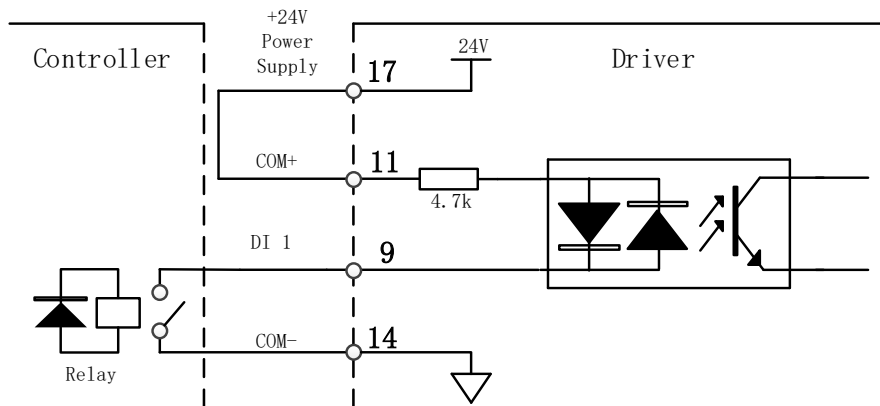 +24V
Power
Supply
Controller
24V
Driver
17
COM+
11
4.7k
DI 1
9
COM-
14
Relay